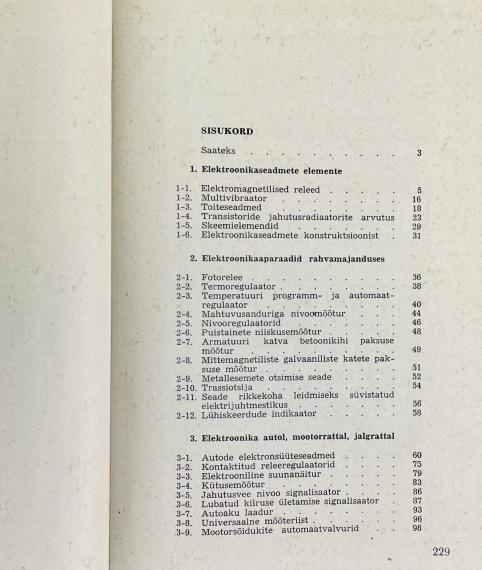 SISUKORD
Saateks . . . . . . . . . . 3
1. Elektroonikaseadmete elemente
1-1. Elektromagnetilised releed . . . . . 5
1-2. Multivibraator . . . . . . . 16
1-3. Toiteseadmed . . . . . . . 18
1-4. Transistoride jahutusradiaatorite arvutus 23
1-5. Skeemielemendid . . . . . . 29
1-6. Elektroonikaseadmete konstruktsioonist . 31
2. Elektroonikaaparaadid rahvamajanduses
2-1. Fotorelee . . . . . . . . . 36
2-2. Termoregulaator . . . . . . . 38
2-3. Temperatuuri programm- ja automaat-
regulaator . . . . . . . . 40
2-4. Mahtuvusanduriga nivoomõõtur . . . 44
2-5. Nivooregulaatorid . . . . . 46
2-6. Puistainete niiskusemõõtur . . . . 48
2-7. Armatuuri katva betoonikihi paksuse
mõõtur . . . . . . . . 49
2-8. Mittemagnetiliste galvaaniliste katete pak-
suse mõõtur . . . . . . . 51
2-9. Metallesemete otsimise seade . . . . 52
2-10. Trassiotsija . . . . . . . . 54
2-11. Seade rikkekoha leidmiseks süvistatud
elektrijuhtmestikus . . . . . . 56
2-12. Lühiskeerdude indikaator . . . . 58
3. Elektroonika autol, mootorrattal, jalgrattal
3-1. Autode elektronsüüteseadmed . . . . 60
3-2. Kontaktitud releeregulaatorid . . . . 75
3-3. Elektrooniline suunanäitur . . . . 79
3-4. Kütusemõõtur . . . . . . . 83
3-5. Jahutusvee nivoo signalisaator . . . . 86
3-6. Lubatud kiiruse ületamise signalisaator . 87
3-7. Autoaku laadur . . . . . . . 93
3-8. Universaalne mõõteriist . . . . . 96
3-9. Mootorsõidukite automaatvalvurid . . . 98
229